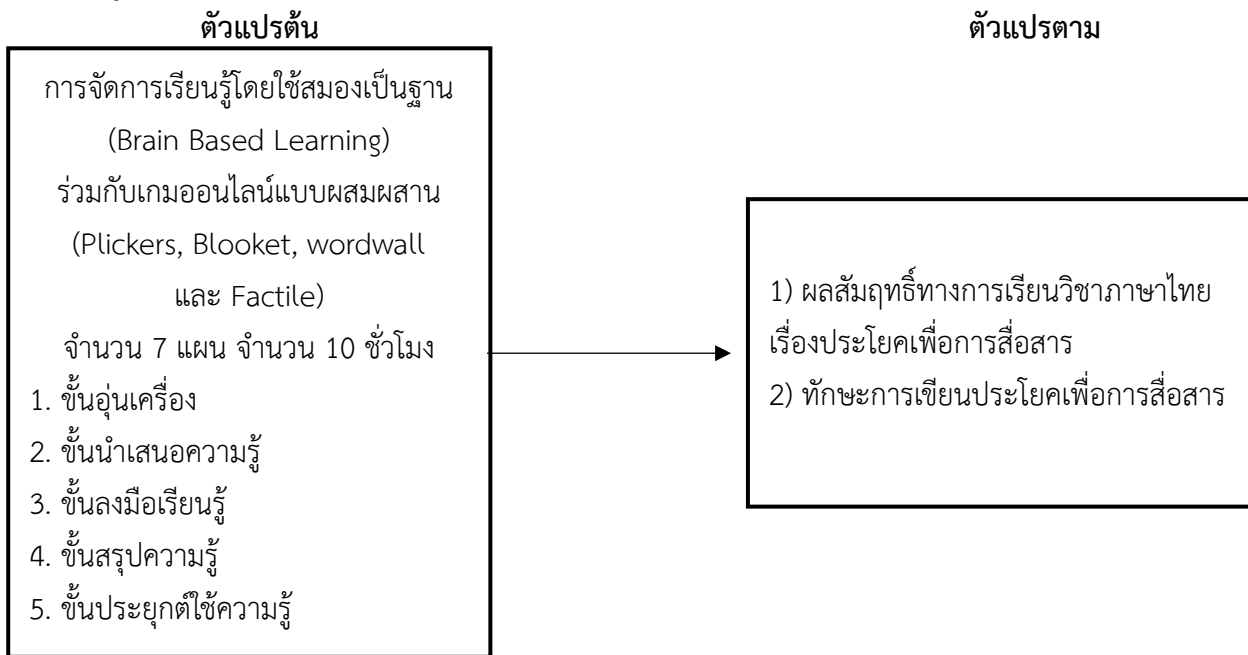 ตัวแปรต้น
ตัวแปรตาม
การจัดการเรียนรู้โดยใช้สมองเป็นฐาน
(Brain Based Learning)
ร่วมกับเกมออนไลน์แบบผสมผสาน
(Plickers, Blooket, wordwall
และ Factile)
จำนวน 7 แผน จำนวน 10 ชั่วโมง
1. ขั้นอุ่นเครื่อง
2. ขั้นนำเสนอความรู้
3. ขั้นลงมือเรียนรู้
4. ขั้นสรุปความรู้
5. ขั้นประยุกต์ใช้ความรู้
1) ผลสัมฤทธิ์ทางการเรียนวิชาภาษาไทย
เรื่องประโยคเพื่อการสื่อสาร
2) ทักษะการเขียนประโยคเพื่อการสื่อสาร